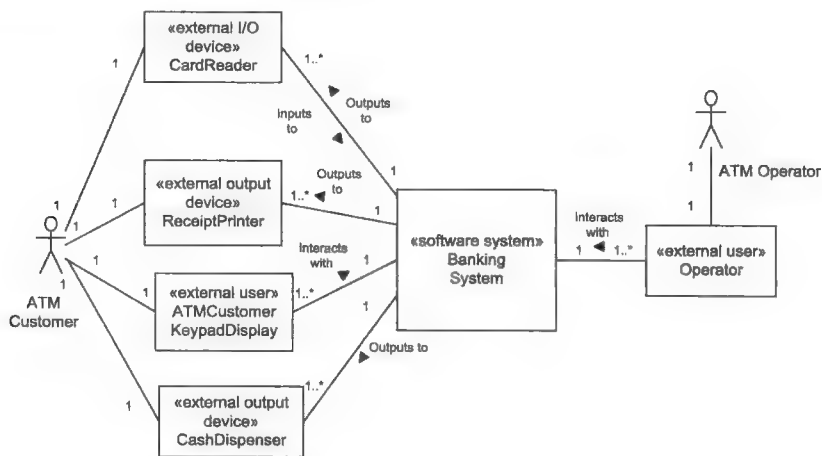 «external I/O
device»
CardReader
1
1..*
Outputs
to
Inputs
to
1
1
«external output
device»
ReceiptPrinter
1
1
1..*
Outputs
to
1
ATM
Customer
«external user»
ATMCustomer
KeypadDisplay
1
1
1..*
Interacts
with
1
«external output
device»
CashDispenser
1
1
1..*
Outputs to
1
«software system»
Banking
System
1
Interacts
with
1..*
«external user»
Operator
1
1
ATM Operator